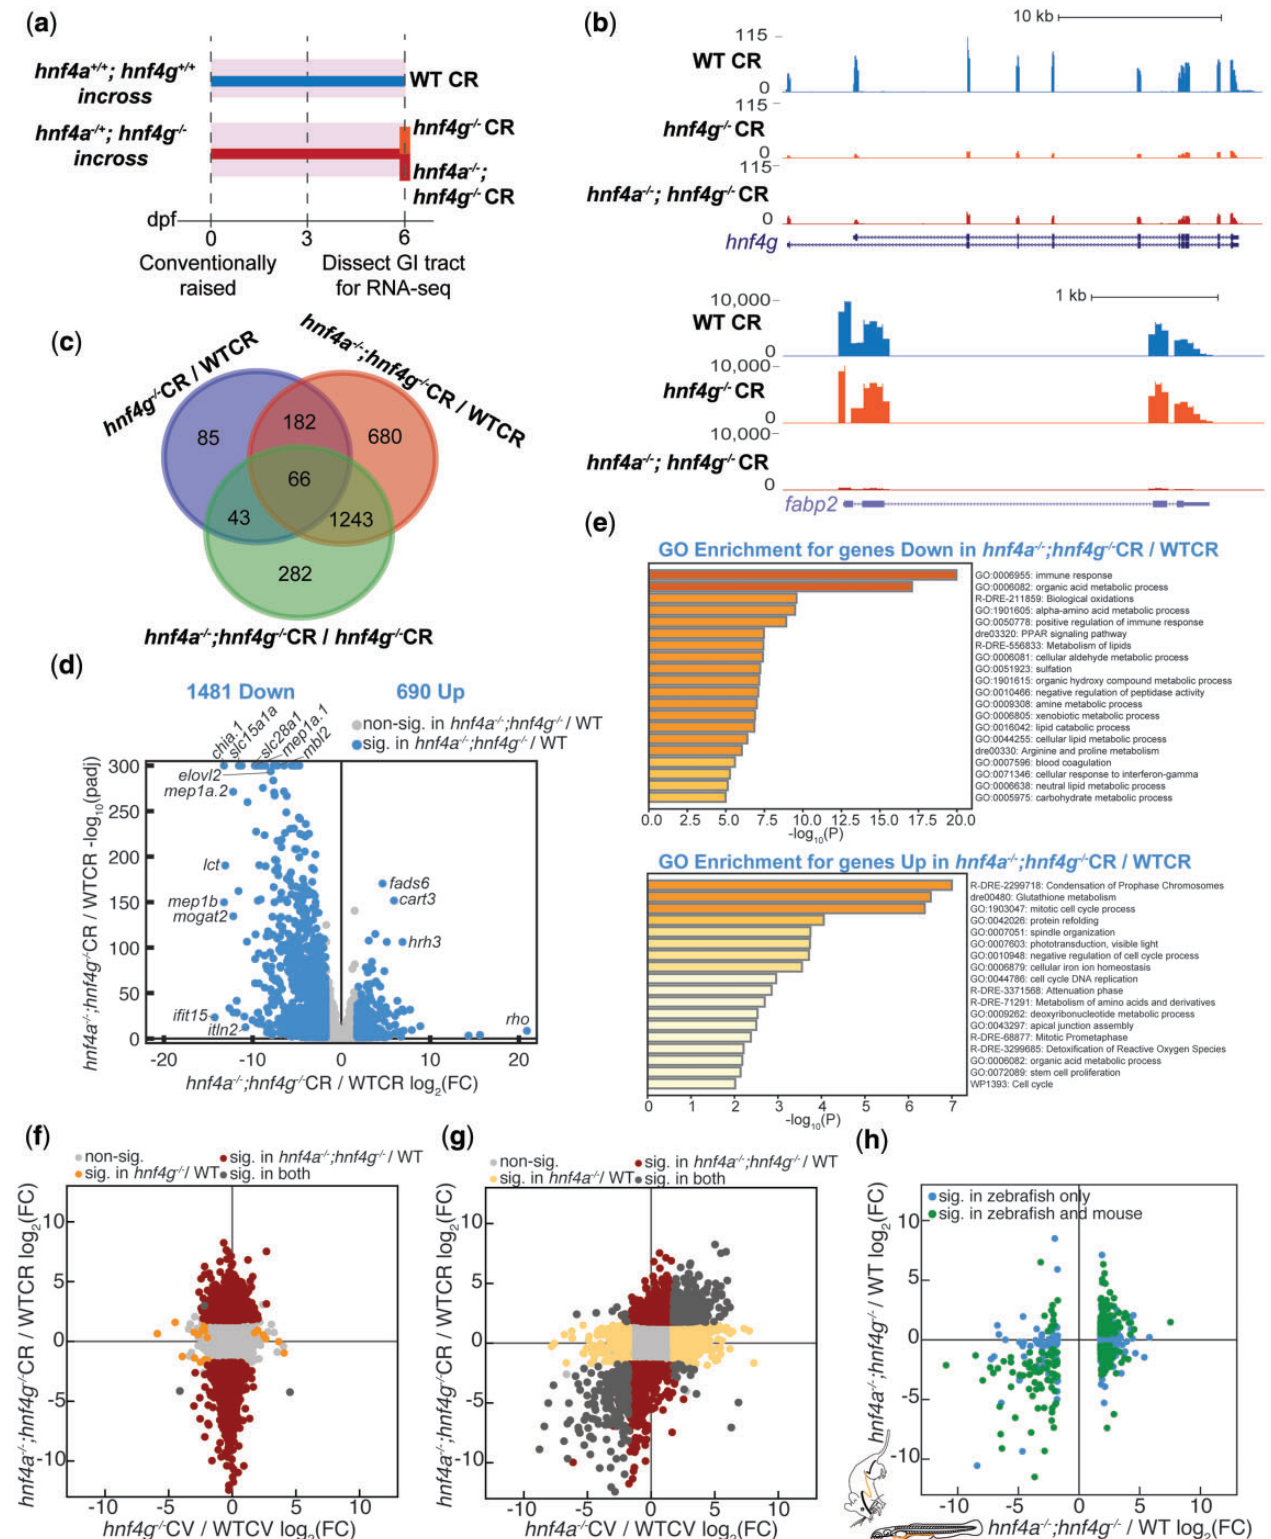 (a)
hnf4a+/+; hnf4g+/+
incross
WT CR
hnf4a-/+; hnf4g-/-
incross
hnf4g-/- CR
hnf4a-/-;
hnf4g-/- CR
dpf
0 3 6
Conventionally
raised
Dissect GI tract
for RNA-seq
(b)
10 kb
115
WT CR
0
115
hnf4g-/- CR
0
115
hnf4a-/-; hnf4g-/- CR
0
hnf4g
1 kb
10,000
WT CR
0
10,000
hnf4g-/- CR
0
10,000
hnf4a-/-; hnf4g-/- CR
0
fabp2
(c)
hnf4g-/-CR / WTCR
hnf4a-/-;hnf4g-/-CR / WTCR
85
182
680
66
43
1243
282
hnf4a-/-;hnf4g-/-CR / hnf4g-/-CR
(d)
1481 Down
690 Up
non-sig. in hnf4a-/-;hnf4g-/- / WT
sig. in hnf4a-/-;hnf4g-/- / WT
chia.1
slc15a1a
slc28a1
mep1a.1
mbl2
elovl2
mep1a.2
lct
mep1b
mogat2
ifit15
itln2
fads6
cart3
hrh3
rho
300
250
200
150
100
50
0
-20 -10 0 10 20
hnf4a-/-;hnf4g-/-CR / WTCR -log10(padj)
hnf4a-/-;hnf4g-/-CR / WTCR log2(FC)
(e)
GO Enrichment for genes Down in hnf4a-/-;hnf4g-/-CR / WTCR
GO:0006955: immune response
GO:0006082: organic acid metabolic process
R-DRE-211859: Biological oxidations
GO:1901605: alpha-amino acid metabolic process
GO:0050778: positive regulation of immune response
dre03320: PPAR signaling pathway
R-DRE-556833: Metabolism of lipids
GO:0006081: cellular aldehyde metabolic process
GO:0051923: sulfation
GO:1901615: organic hydroxy compound metabolic process
GO:0010466: negative regulation of peptidase activity
GO:0009308: amine metabolic process
GO:0006805: xenobiotic metabolic process
GO:0016042: lipid catabolic process
GO:0044255: cellular lipid metabolic process
dre00330: Arginine and proline metabolism
GO:0007596: blood coagulation
GO:0071346: cellular response to interferon-gamma
GO:0006638: neutral lipid metabolic process
GO:0005975: carbohydrate metabolic process
0.0 2.5 5.0 7.5 10.0 12.5 15.0 17.5 20.0
-log10(P)
GO Enrichment for genes Up in hnf4a-/-;hnf4g-/-CR / WTCR
R-DRE-2299718: Condensation of Prophase Chromosomes
dre00480: Glutathione metabolism
GO:1903047: mitotic cell cycle process
GO:0042026: protein refolding
GO:0007051: spindle organization
GO:0007603: phototransduction, visible light
GO:0010948: negative regulation of cell cycle process
GO:0006879: cellular iron ion homeostasis
GO:0044786: cell cycle DNA replication
R-DRE-3371568: Attenuation phase
R-DRE-71291: Metabolism of amino acids and derivatives
GO:0009262: deoxyribonucleotide metabolic process
GO:0043297: apical junction assembly
R-DRE-68877: Mitotic Prometaphase
R-DRE-3299685: Detoxification of Reactive Oxygen Species
GO:0006082: organic acid metabolic process
GO:0072089: stem cell proliferation
WP1393: Cell cycle
0 1 2 3 4 5 6 7
-log10(P)
(f)
non-sig.
sig. in hnf4a-/-;hnf4g-/- / WT
sig. in hnf4g-/- / WT
sig. in both
hnf4a-/-;hnf4g-/-CR / WTCR log2(FC)
10
5
0
-5
-10
-10 -5 0 5 10
hnf4g-/-CV / WTCV log2(FC)
(g)
non-sig.
sig. in hnf4a-/-;hnf4g-/- / WT
sig. in hnf4a-/ WT
sig. in both
hnf4a-/-;hnf4g-/-CR / WTCR log2(FC)
10
5
0
-5
-10
-10 -5 0 5 10
hnf4a-/-CV / WTCV log2(FC)
(h)
sig. in zebrafish only
sig. in zebrafish and mouse
hnf4a-/-;hnf4g-/- / WT log2(FC)
10
5
0
-5
-10
-10 -5 0 5 10
hnf4a-/-;hnf4g-/- / WT log2(FC)